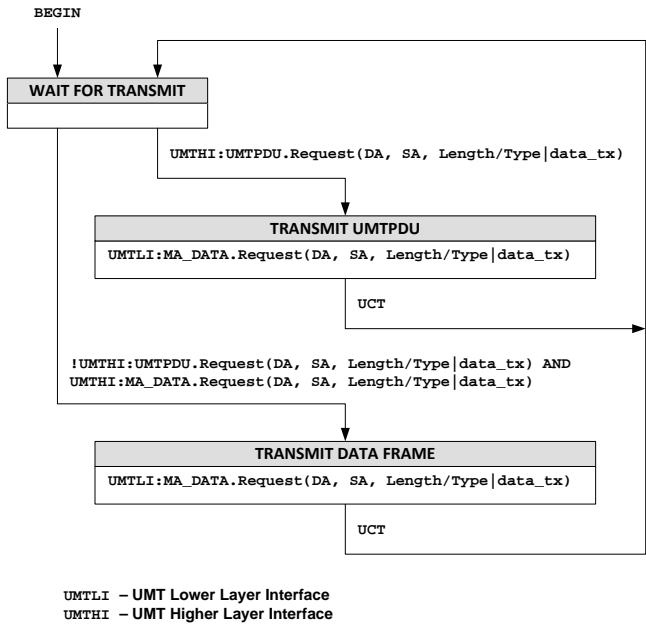 BEGIN
WAIT FOR TRANSMIT
UMTHI:UMTPDU.Request(DA, SA, Length/Type|data_tx)
TRANSMIT UMTPDU
UMTLI:MA_DATA.Request(DA, SA, Length/Type|data_tx)
UCT
!UMTHI:UMTPDU.Request(DA, SA, Length/Type|data_tx) AND
UMTHI:MA_DATA.Request(DA, SA, Length/Type|data_tx)
TRANSMIT DATA FRAME
UMTLI:MA_DATA.Request(DA, SA, Length/Type|data_tx)
UCT
UMTLI – UMT Lower Layer Interface
UMTHI – UMT Higher Layer Interface